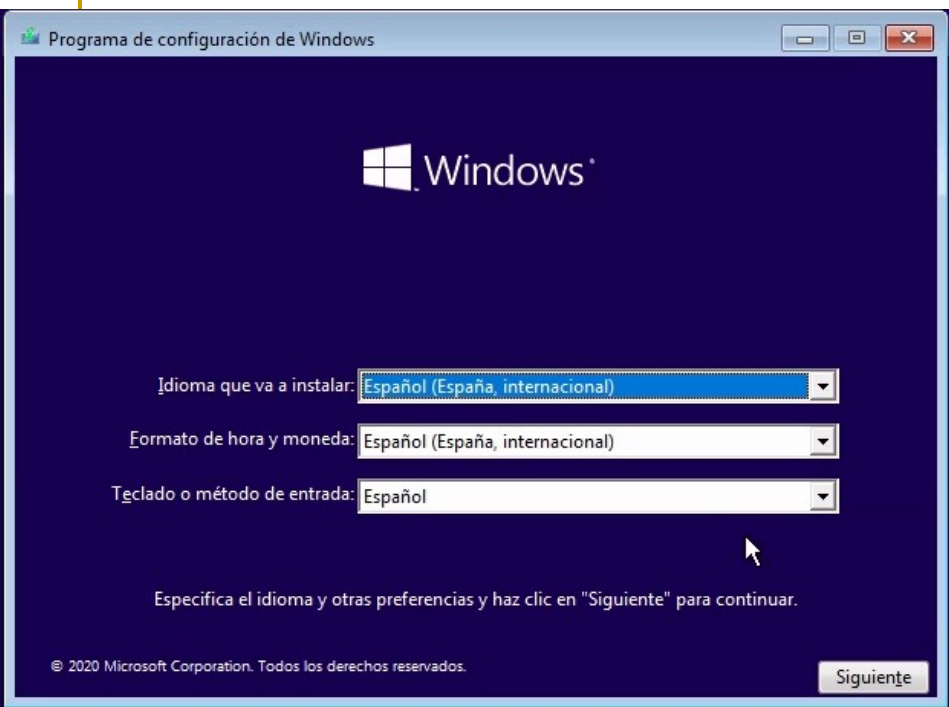 Programa de configuración de Windows
Windows®
Idioma que va a instalar: Español (España, internacional)
Formato de hora y moneda: Español (España, internacional)
Teclado o método de entrada: Español
Especifica el idioma y otras preferencias y haz clic en "Siguiente" para continuar.
© 2020 Microsoft Corporation. Todos los derechos reservados.
Siguiente